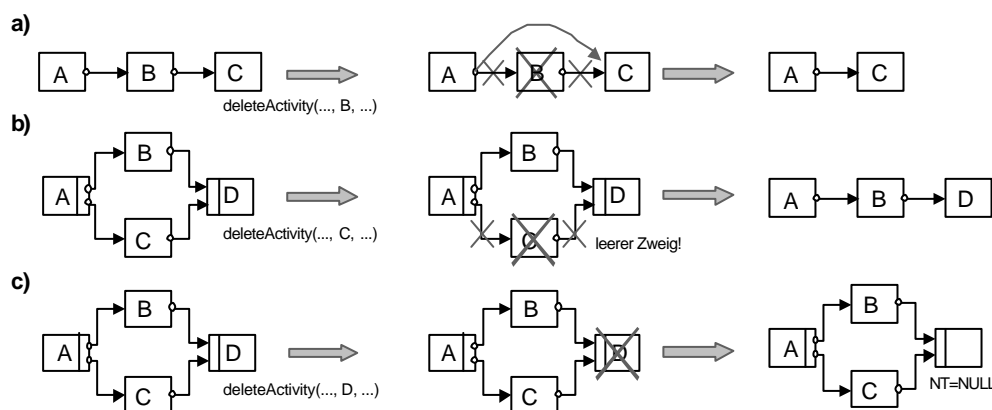 a)
A B C
deleteActivity(..., B, ...)
A B C
A C
b)
A B C D
deleteActivity(..., C, ...)
A B C D
leerer Zweig!
A B D
c)
A B C D
deleteActivity(..., D, ...)
A B C D
A B C
NT=NULL